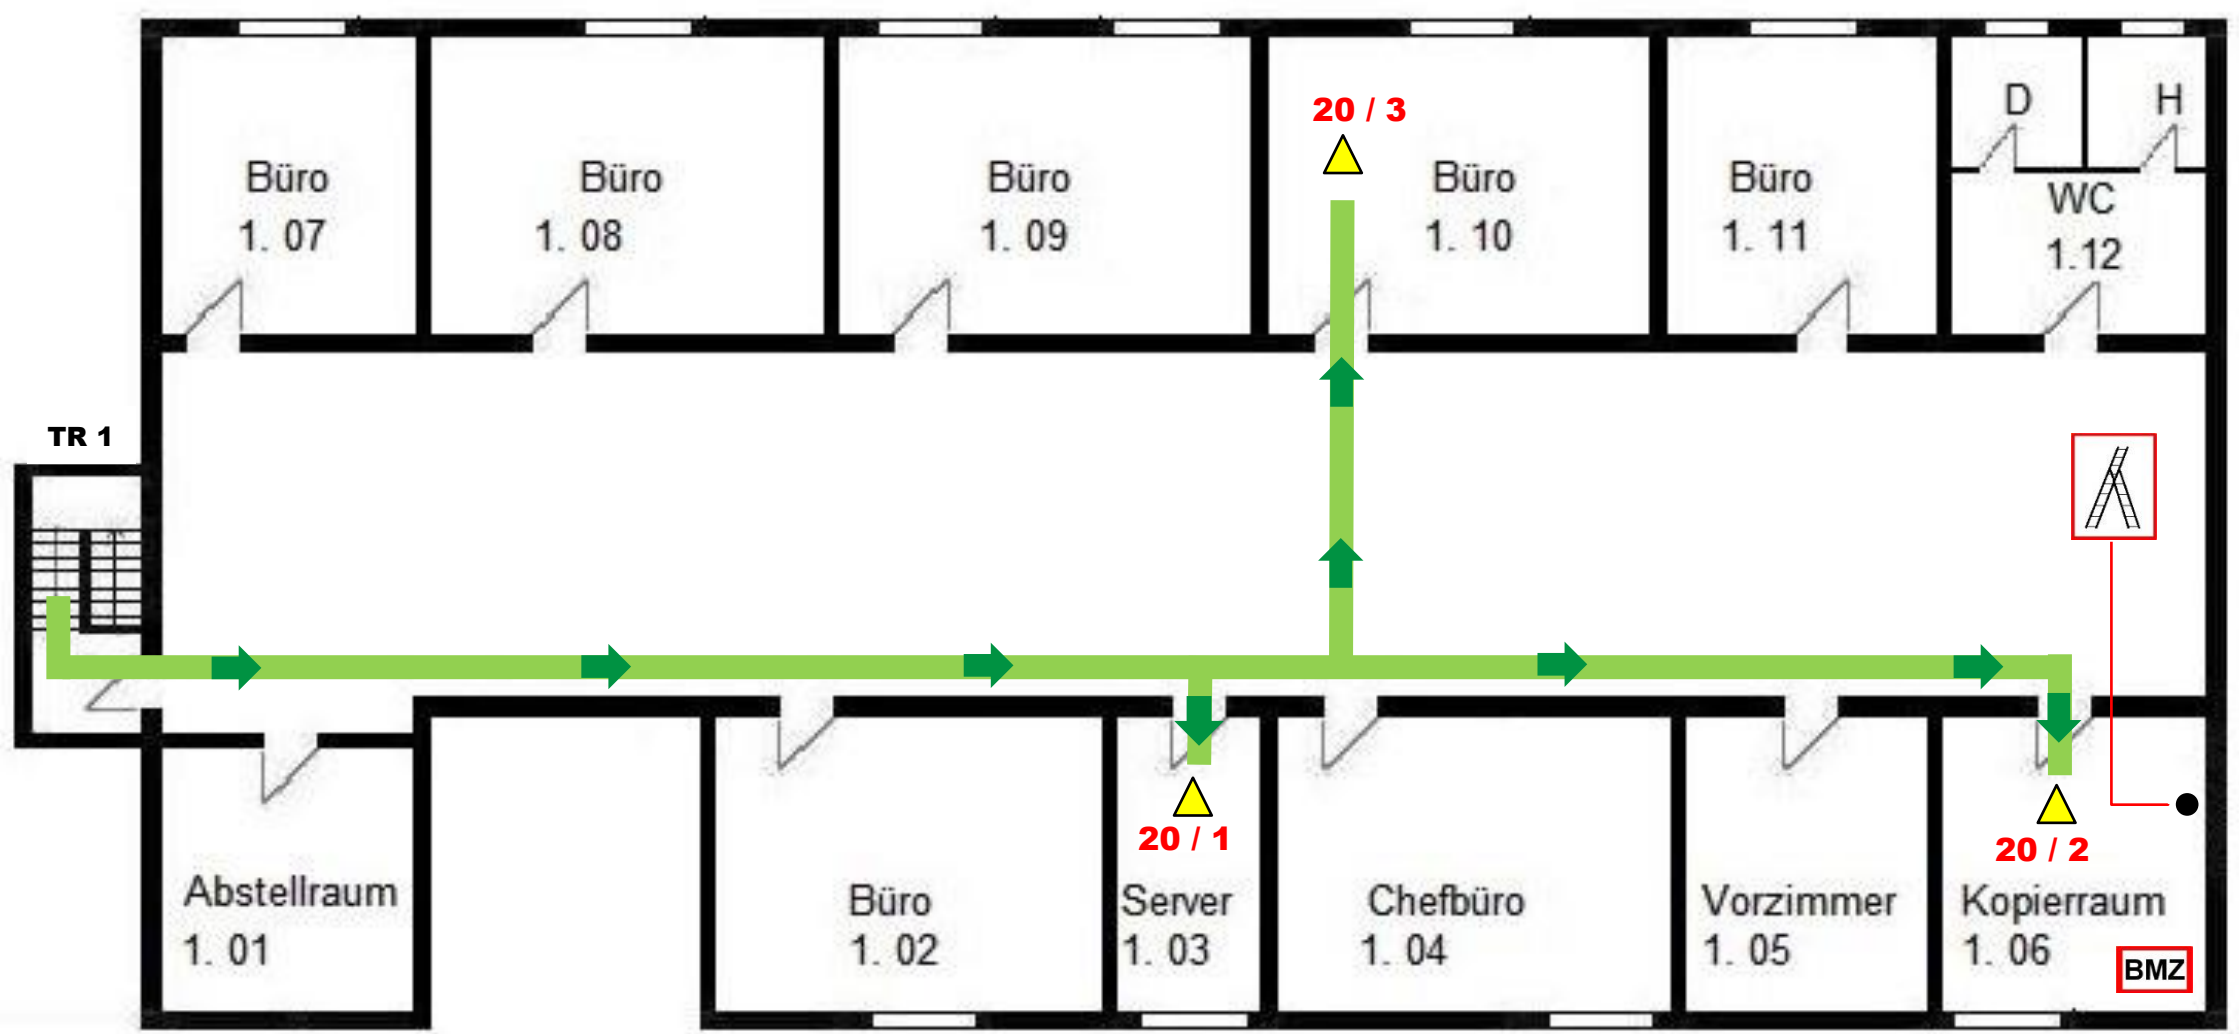 D
H
20 / 3
Büro
1. 07
Büro
1. 08
Büro
1. 09
Büro
1. 10
Büro
1. 11
WC
1.12
TR 1
20 / 1
20 / 2
Abstellraum
1. 01
Büro
1. 02
Server
1. 03
Chefbüro
1. 04
Vorzimmer
1. 05
Kopierraum
1. 06
BMZ